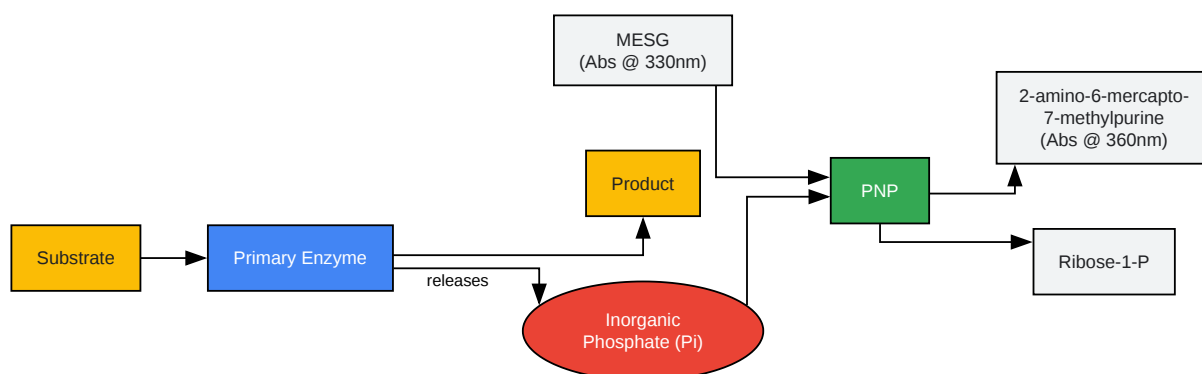 MESG
(Abs @ 330nm)
2-amino-6-mercapto-
7-methylpurine
(Abs @ 360nm)
Product
PNP
Substrate
Primary Enzyme
releases
Ribose-1-P
Inorganic
Phosphate (Pi)